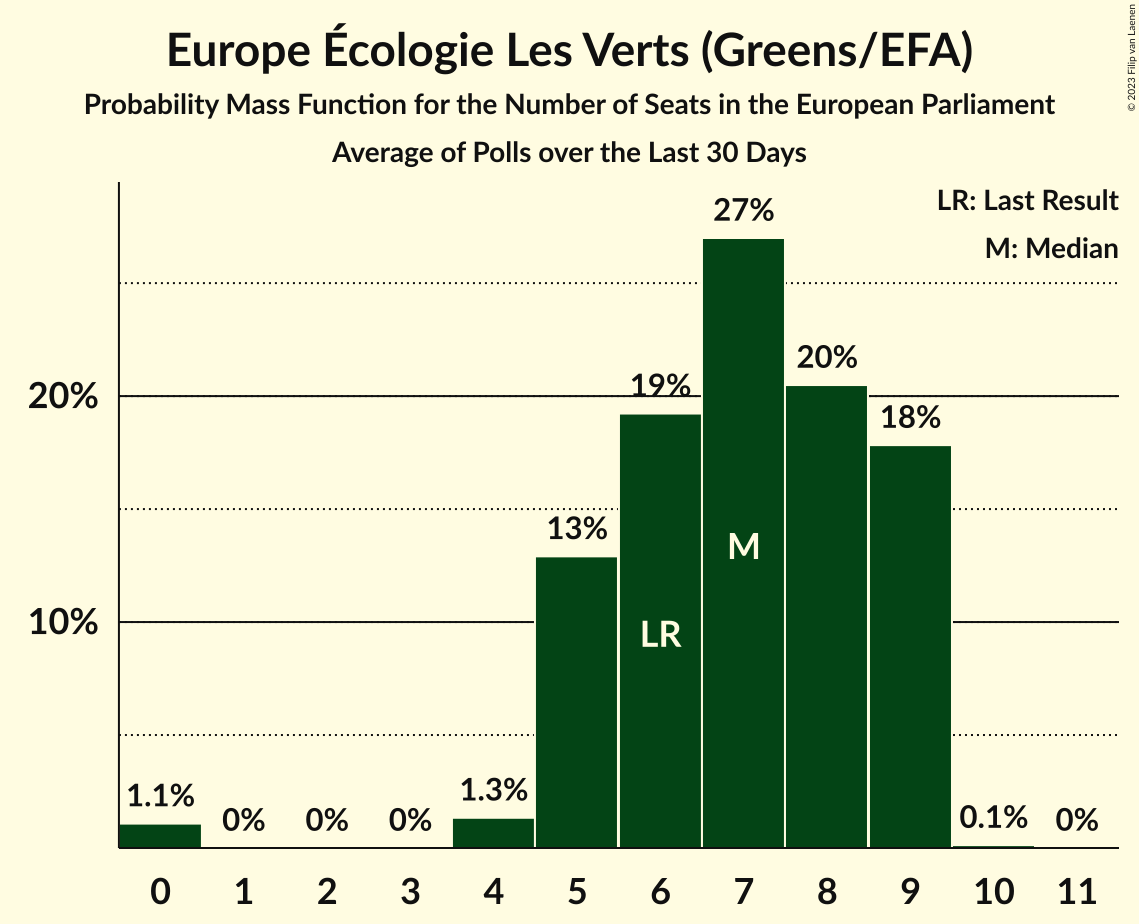 Europe Écologie Les Verts (Greens/EFA)
Probability Mass Function for the Number of Seats in the European Parliament
Average of Polls over the Last 30 Days
© 2023 Filip van Laenen
LR: Last Result
M: Median
27%
20%
19%
18%
13%
1.3%
1.1%
0%
0%
0%
0.1%
0%
M
LR
20%
10%
0 1 2 3 4 5 6 7 8 9 10 11